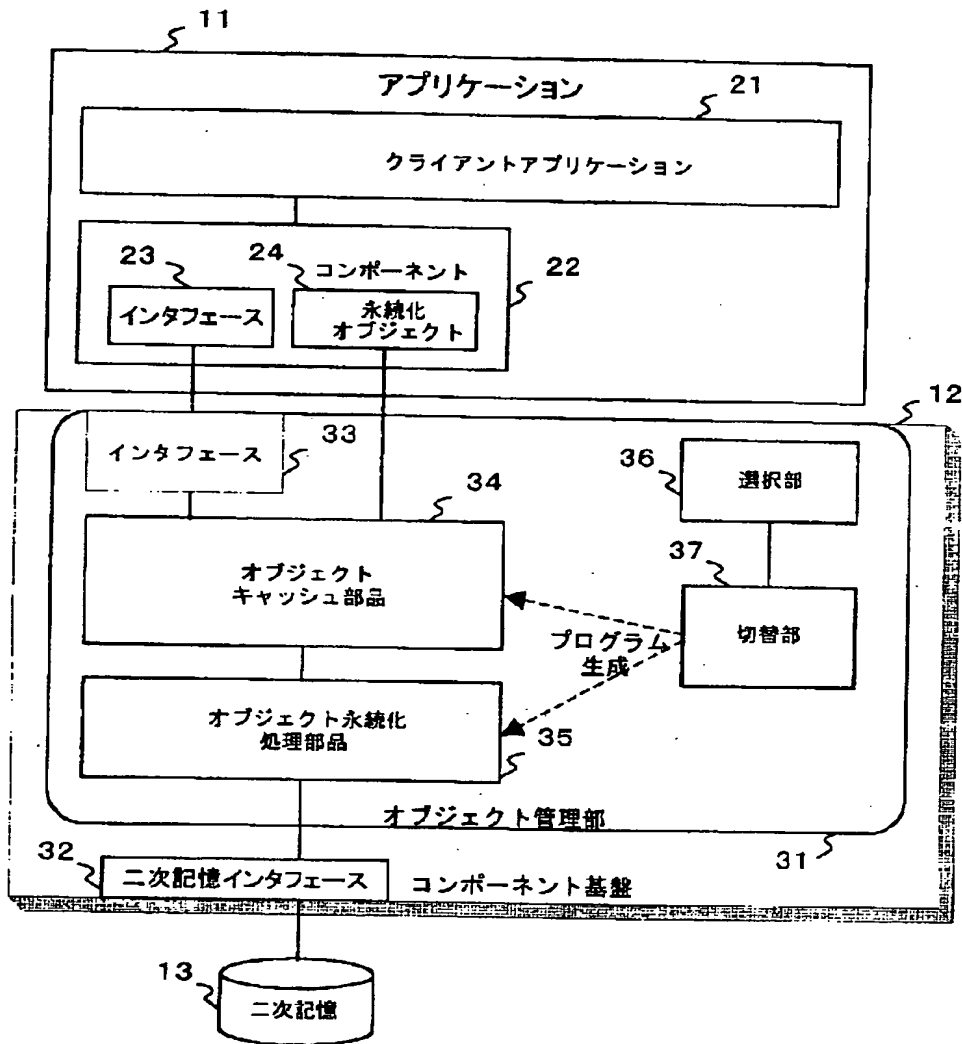 11
アプリケーション
21
クライアントアプリケーション
23
24
コンポーネント
22
インタフェース
永続化
オブジェクト
12
インタフェース
33
36
選択部
34
オブジェクト
キャッシュ部品
37
切替部
プログラム
生成
オブジェクト永続化
処理部品
35
オブジェクト管理部
31
32
二次記憶インタフェース
コンポーネント基盤
13
二次記憶